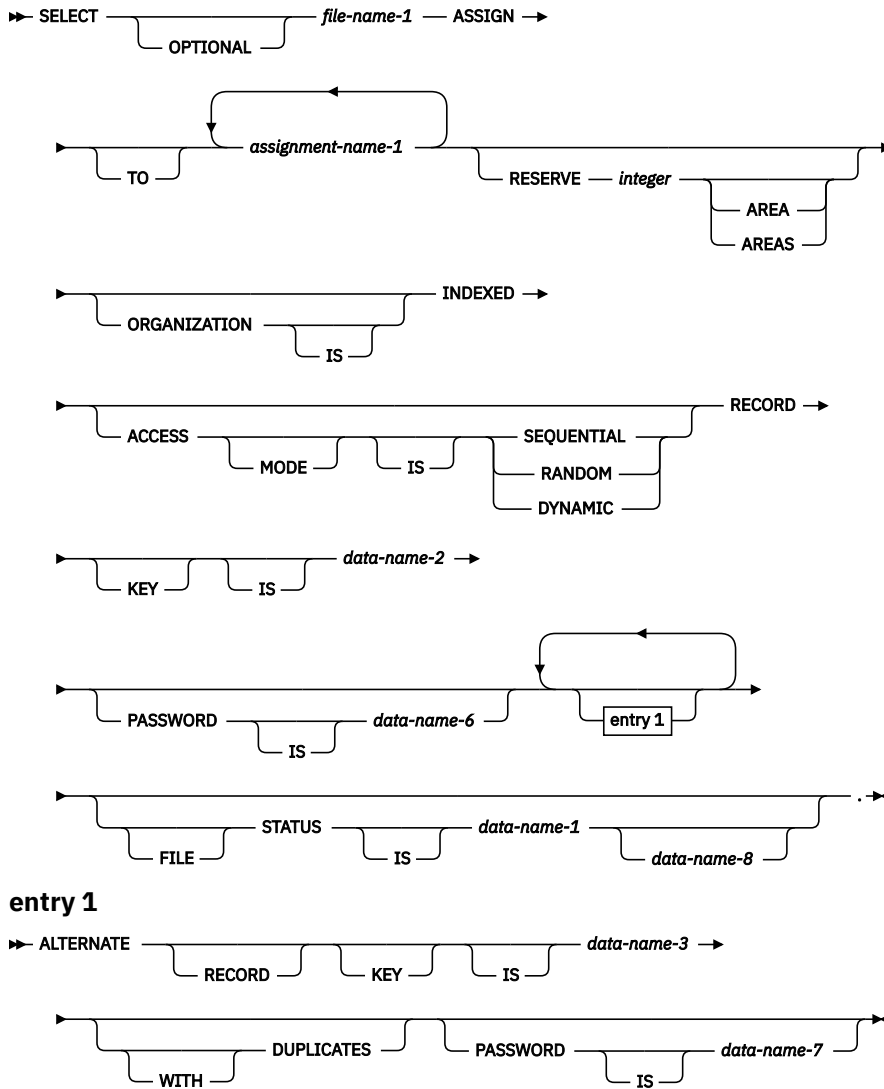 SELECT file-name-1 ASSIGN
OPTIONAL
assignment-name-1
TO RESERVE integer
AREA
AREAS
INDEXED
ORGANIZATION
IS
RECORD
ACCESS SEQUENTIAL
MODE IS RANDOM
DYNAMIC
data-name-2
KEY IS
PASSWORD data-name-6 entry 1
IS
.
STATUS data-name-1
FILE IS data-name-8
entry 1
ALTERNATE data-name-3
RECORD KEY IS
DUPLICATES PASSWORD data-name-7
WITH IS